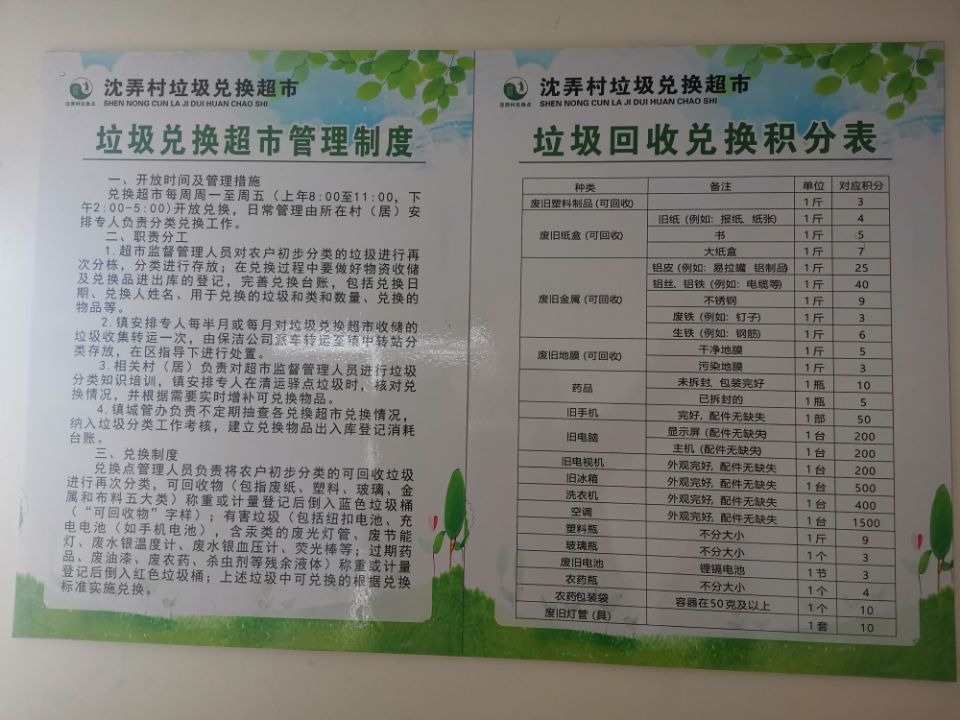 沈弄村垃圾兑换超市
SHEN NONG CUN LA JI DUI HUAN CHAO SHI
沈弄村兑换点
垃圾兑换超市管理制度
一、开放时间及管理措施
兑换超市每周周一至周五（上午8:00至11:00，下
午2:00-5:00)开放兑换，日常管理由所在村（居）安
排专人负责分类兑换工作。
二、职责分工
1.超市监督管理人员对农户初步分类的垃圾进行再
次分栋，分类进行存放；在兑换过程中要做好物资收储
及兑换品进出库的登记，完善兑换台账，包括兑换日
期、兑换人姓名、用于兑换的垃圾和类和数量、兑换的
物品等。
2.镇安排专人每半月或每月对垃圾兑换超市收储的
垃圾收集转运一次，由保洁公司派车转运至镇中转站分
类存放，在区指导下进行处置。
3.相关村（居）负责对超市监督管理人员进行垃圾
分类知识培训，镇安排专人在清运驿点垃圾时，核对兑
换情况，并根据需要实时增补可兑换物品。
4.镇城管办负责不定期抽查各兑换超市兑换情况，
纳入垃圾分类工作考核，建立兑换物品出入库登记消耗
台账。
三、兑换制度
兑换点管理人员负责将农户初步分类的可回收垃圾
进行再次分类，可回收物（包指废纸、塑料、玻璃、金
属和布料五大类）称重或计量登记后倒入蓝色垃圾桶
（“可回收物”字样）；有害垃圾（包括纽扣电池、充
电电池（如手机电池），含汞类的废光灯管、废节能
灯、废水银温度计、废水银血压计、荧光棒等；过期药
品、废油漆、废农药、杀虫剂等残余液体）称重或计量
登记后倒入红色垃圾桶；上述垃圾中可兑换的根据兑换
标准实施兑换。
沈弄村垃圾兑换超市
SHEN NONG CUN LA JI DUI HUAN CHAO SHI
沈弄村兑换点
垃圾回收兑换积分表
种类 备注 单位 对应积分
废旧塑料制品(可回收) 1斤 3
废旧纸盒（可回收） 旧纸（例如：报纸、纸张） 1斤 4
书 1斤 5
大纸盒 1斤 7
废旧金属（可回收） 铝皮（例如：易拉罐、铝制品） 1斤 25
铝丝、铝铁（例如：电缆等） 1斤 40
不锈钢 1斤 9
废铁（例如：钉子） 1斤 3
生铁（例如：钢筋） 1斤 6
废旧地膜（可回收） 干净地膜 1斤 5
污染地膜 1斤 3
药品 未拆封、包装完好 1瓶 10
已拆封的 1瓶 5
旧手机 完好，配件无缺失 1部 50
旧电脑 显示屏（配件无缺失） 1台 200
主机（配件无缺失） 1台 200
旧电视机 外观完好，配件无缺失 1台 200
旧冰箱 外观完好，配件无缺失 1台 500
洗衣机 外观完好，配件无缺失 1台 400
空调 外观完好，配件无缺失 1台 1500
塑料瓶 不分大小 1斤 9
玻璃瓶 不分大小 1个 3
废旧电池 锂镉电池 1节 3
农药瓶 不分大小 1个 4
农药包装袋 容器在50克及以上 1个 10
废旧灯管（具） 1套 10